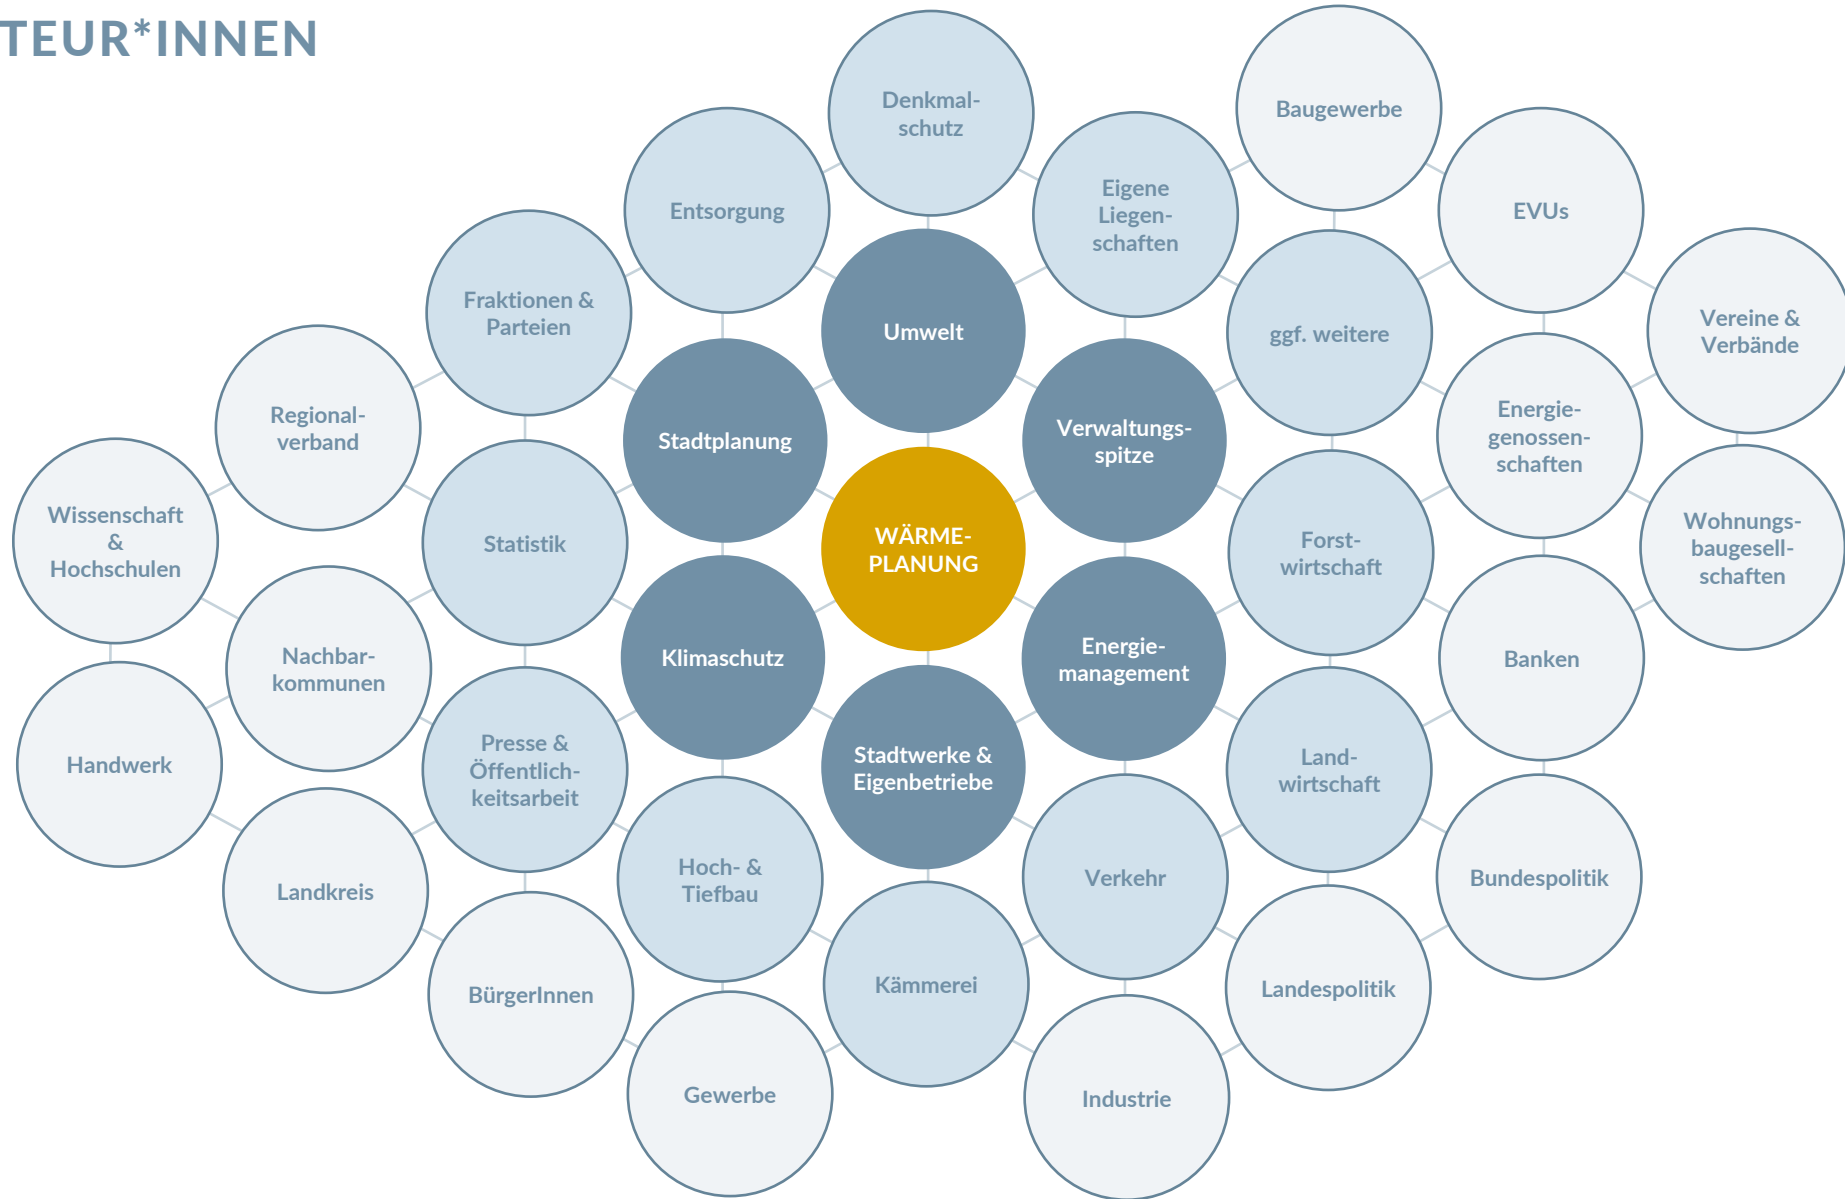 TEUR*INNEN
Denkmal-
schutz
Baugewerbe
Entsorgung
Eigene
Liegen-
schaften
EVUs
Fraktionen &
Parteien
Umwelt
ggf. weitere
Vereine &
Verbände
Regional-
verband
Stadtplanung
Verwaltungs-
spitze
Energie-
genossen-
schaften
Wissenschaft
&
Hochschulen
Statistik
WÄRME-
PLANUNG
Forst-
wirtschaft
Wohnungs-
baugesell-
schaften
Nachbar-
kommunen
Klimaschutz
Energie-
management
Banken
Handwerk
Presse &
Öffentlich-
keitsarbeit
Stadtwerke &
Eigenbetriebe
Land-
wirtschaft
Landkreis
Hoch- &
Tiefbau
Verkehr
Bundespolitik
BürgerInnen
Kämmerei
Landespolitik
Gewerbe
Industrie